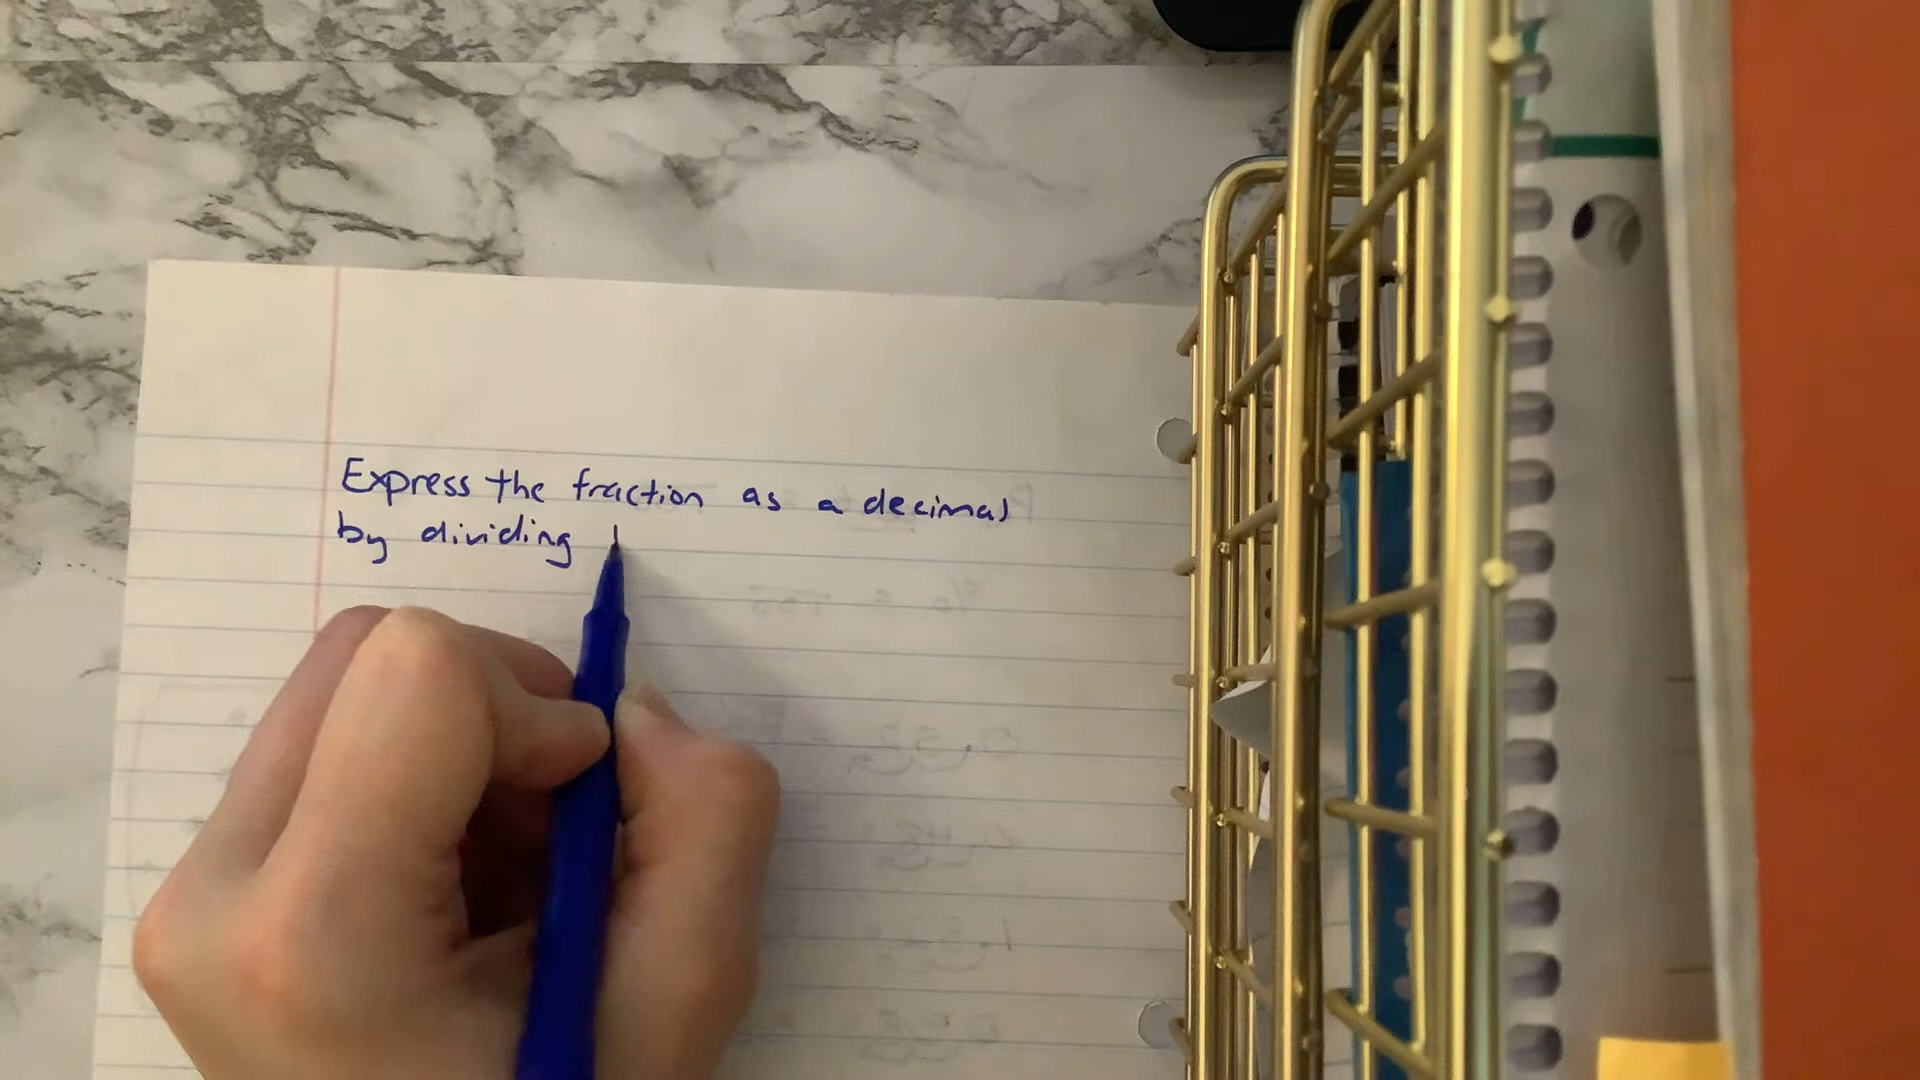 Express the fraction as a decimal
by dividing